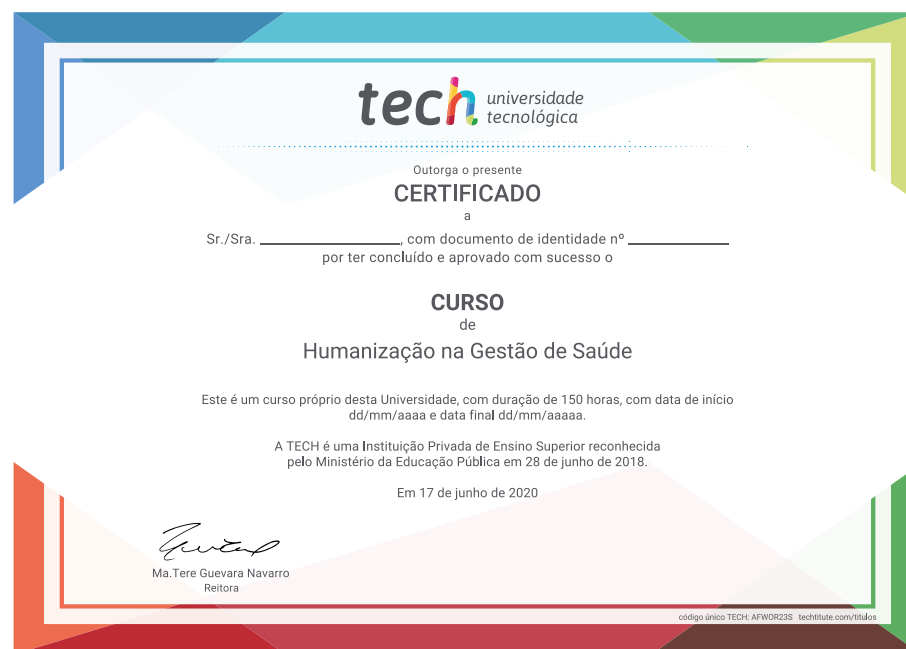 tech universidade
tecnológica
Outorga o presente
CERTIFICADO
a
Sr./Sra. ____________________, com documento de identidade nº ______________
por ter concluído e aprovado com sucesso o
CURSO
de
Humanização na Gestão de Saúde
Este é um curso próprio desta Universidade, com duração de 150 horas, com data de início
dd/mm/aaaa e data final dd/mm/aaaaa.
A TECH é uma Instituição Privada de Ensino Superior reconhecida
pelo Ministério da Educação Pública em 28 de junho de 2018.
Em 17 de junho de 2020
Ma.Tere Guevara Navarro
Reitora
código único TECH: AFWOR23S techtitute.com/titulos